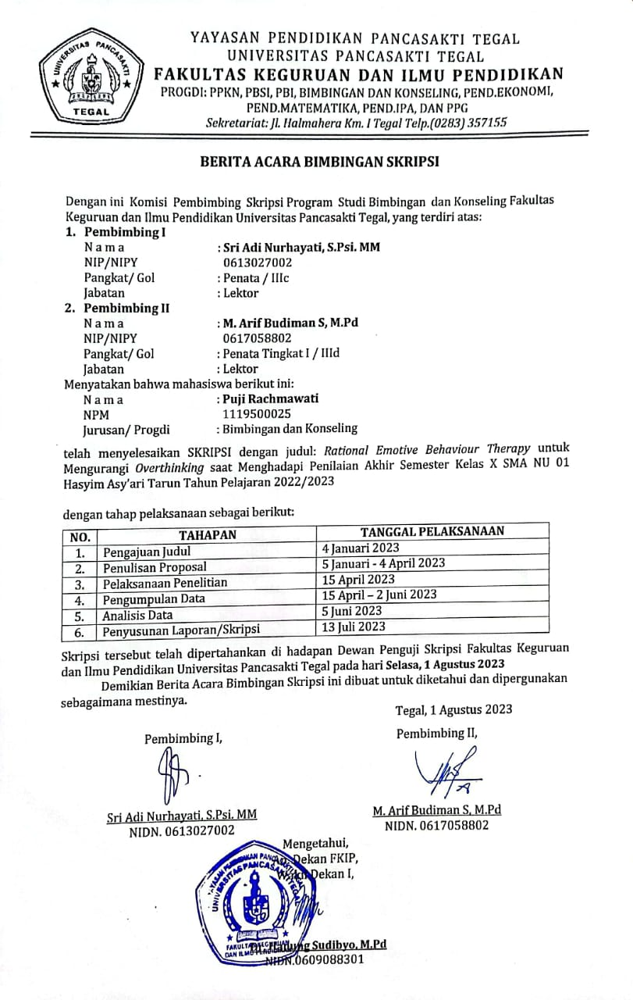 UNIVERSITAS PANCASAKTI
TEGAL
YAYASAN PENDIDIKAN PANCASAKTI TEGAL
UNIVERSITAS PANCASAKTI TEGAL
FAKULTAS KEGURUAN DAN ILMU PENDIDIKAN
PROGDI: PPKN, PBSI, PBI, BIMBINGAN DAN KONSELING, PEND.EKONOMI,
PEND.MATEMATIKA, PEND.IPA, DAN PPG
Sekretariat: Jl. Halmahera Km. I Tegal Telp.(0283) 357155
BERITA ACARA BIMBINGAN SKRIPSI
Dengan ini Komisi Pembimbing Skripsi Program Studi Bimbingan dan Konseling Fakultas
Keguruan dan Ilmu Pendidikan Universitas Pancasakti Tegal, yang terdiri atas:
1. Pembimbing I
N a m a : Sri Adi Nurhayati, S.Psi. MM
NIP/NIPY 0613027002
Pangkat/ Gol : Penata / IIIc
Jabatan : Lektor
2. Pembimbing II
N a m a : M. Arif Budiman S, M.Pd
NIP/NIPY 0617058802
Pangkat/ Gol : Penata Tingkat I / IIId
Jabatan : Lektor
Menyatakan bahwa mahasiswa berikut ini:
N a m a : Puji Rachmawati
NPM 1119500025
Jurusan/ Progdi : Bimbingan dan Konseling
telah menyelesaikan SKRIPSI dengan judul: Rational Emotive Behaviour Therapy untuk
Mengurangi Overthinking saat Menghadapi Penilaian Akhir Semester Kelas X SMA NU 01
Hasyim Asy'ari Tarun Tahun Pelajaran 2022/2023
dengan tahap pelaksanaan sebagai berikut:
NO. TAHAPAN TANGGAL PELAKSANAAN
1. Pengajuan Judul 4 Januari 2023
2. Penulisan Proposal 5 Januari - 4 April 2023
3. Pelaksanaan Penelitian 15 April 2023
4. Pengumpulan Data 15 April – 2 Juni 2023
5. Analisis Data 5 Juni 2023
6. Penyusunan Laporan/Skripsi 13 Juli 2023
Skripsi tersebut telah dipertahankan di hadapan Dewan Penguji Skripsi Fakultas Keguruan
dan Ilmu Pendidikan Universitas Pancasakti Tegal pada hari Selasa, 1 Agustus 2023
Demikian Berita Acara Bimbingan Skripsi ini dibuat untuk diketahui dan dipergunakan
sebagaimana mestinya.
Tegal, 1 Agustus 2023
Pembimbing I,
Pembimbing II,
Sri Adi Nurhayati, S.Psi. MM
NIDN. 0613027002
M. Arif Budiman S, M.Pd
NIDN. 0617058802
Mengetahui,
Dekan FKIP,
Dekan I,
YAYASAN PENDIDIKAN PANCASAKTI TEGAL
UNIVERSITAS PANCASAKTI TEGAL
FAKULTAS KEGURUAN
DAN ILMU PENDIDIKAN
Sudibyo, M.Pd
NIDN.0609088301